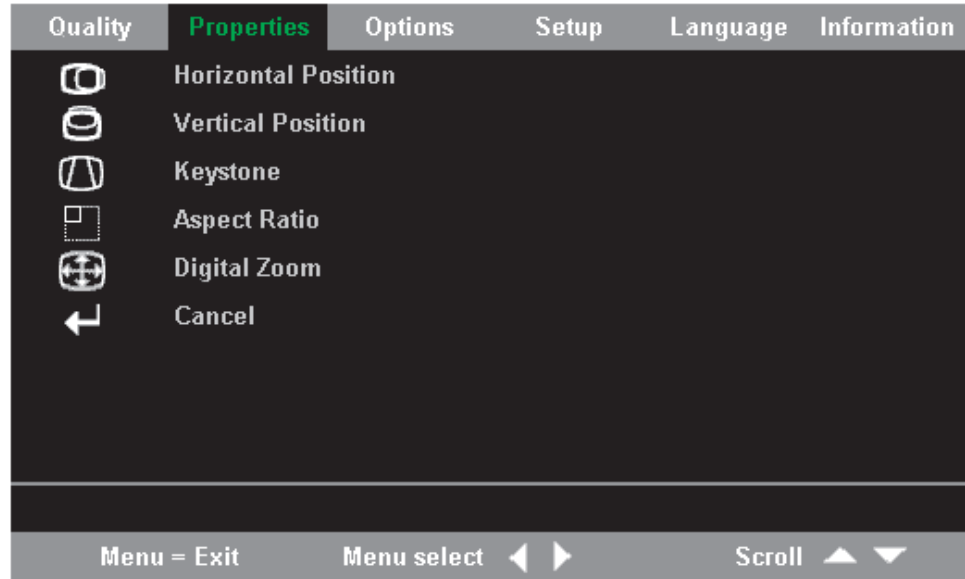 Quality Properties Options Setup Language Information
Horizontal Position
Vertical Position
Keystone
Aspect Ratio
Digital Zoom
Cancel
Menu = Exit Menu select Scroll